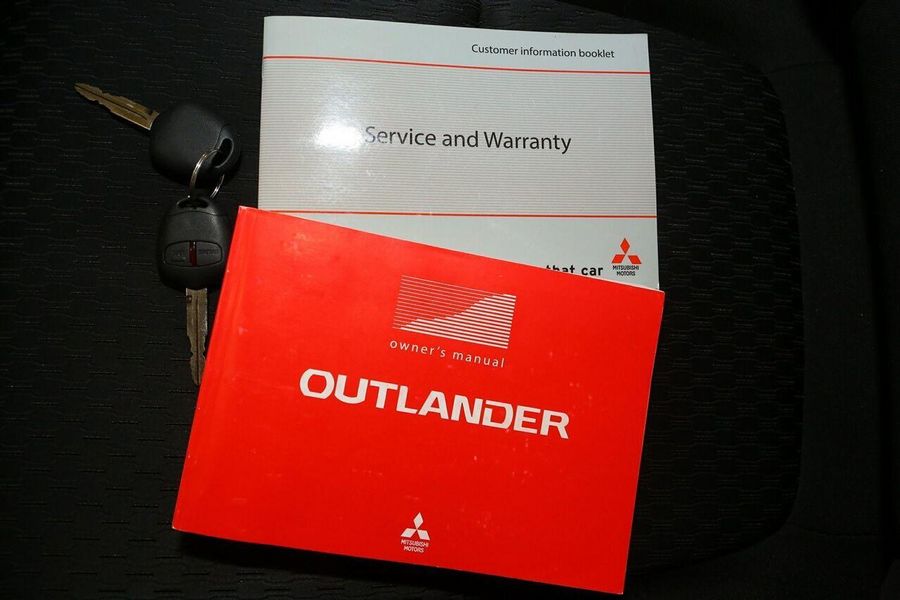 Customer information booklet
Service and Warranty
that car
MITSUBISHI
MOTORS
owner's manual
OUTLANDER
MITSUBISHI
MOTORS